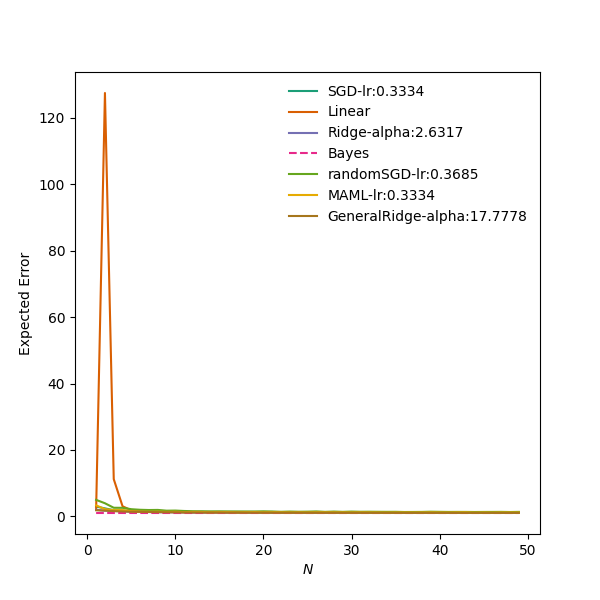 SGD-lr:0.3334
Linear
Ridge-alpha:2.6317
Bayes
randomSGD-lr:0.3685
MAML-lr:0.3334
GeneralRidge-alpha:17.7778
Expected Error
120
100
80
60
40
20
0
0 10 20 30 40 50
N